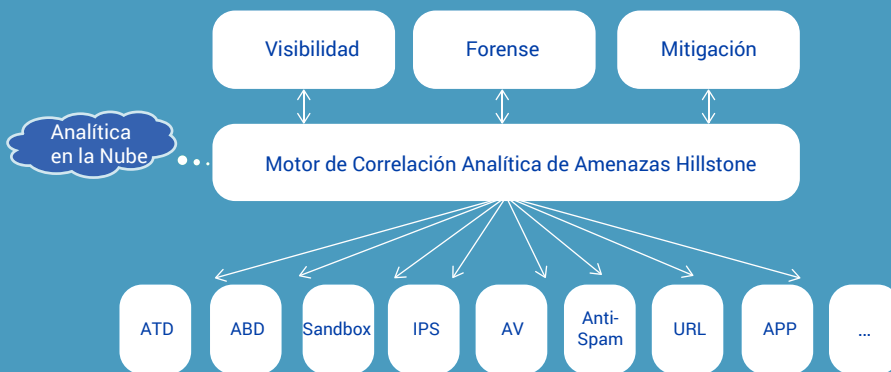 Visibilidad
Forense
Mitigación
Analítica
en la Nube
Motor de Correlación Analítica de Amenazas Hillstone
ATD
ABD
Sandbox
IPS
AV
Anti-
Spam
URL
APP
...